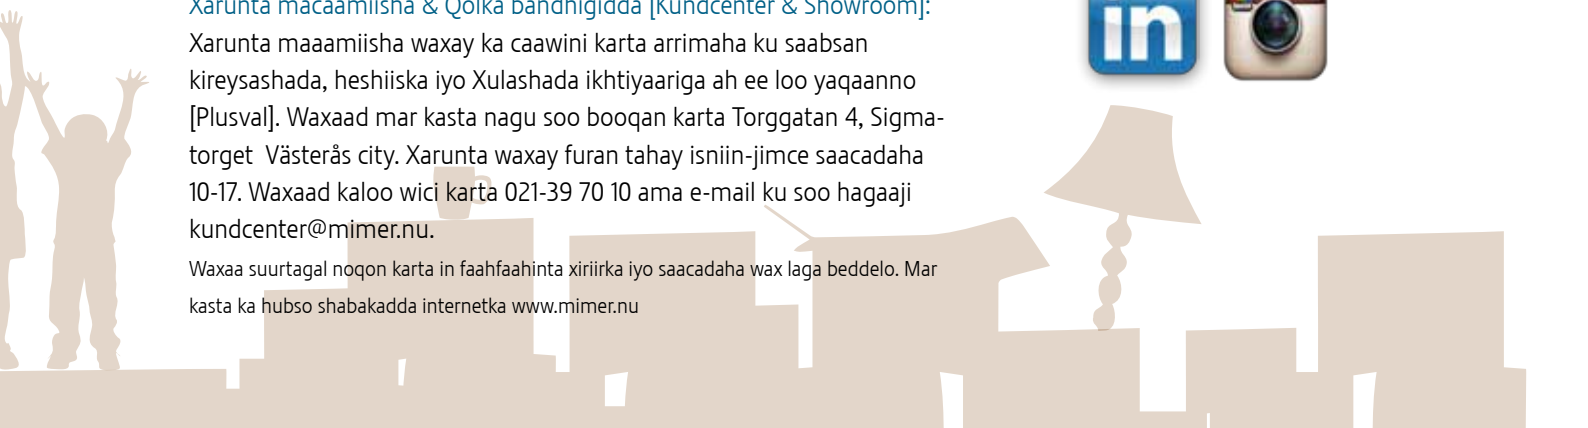 Xarunta macaamiisha & Qolka bandhigidda [Kundcenter & Showroom]:
Xarunta maaamiisha waxay ka caawini karta arrimaha ku saabsan
kireysashada, heshiiska iyo Xulashada ikhtiyaariga ah ee loo yaqaanno
[Plusval]. Waxaad mar kasta nagu soo booqan karta Torggatan 4, Sigma-
torget Västerås city. Xarunta waxay furan tahay isniin-jimce saacadaha
10-17. Waxaad kaloo wici karta 021-39 70 10 ama e-mail ku soo hagaaji
kundcenter@mimer.nu.
Waxaa suurtagal noqon karta in faahfaahinta xiriirka iyo saacadaha wax laga beddelo. Mar
kasta ka hubso shabakadda internetka www.mimer.nu
in